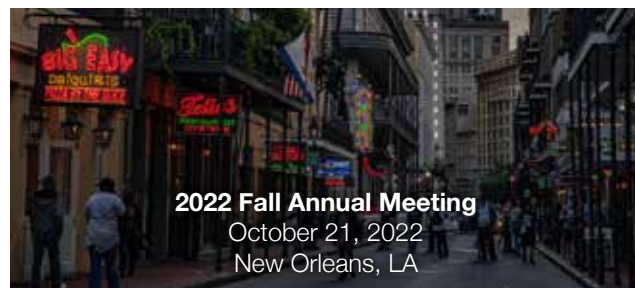 BIG EASY
DAIQUIRIS
2022 Fall Annual Meeting
October 21, 2022
New Orleans, LA